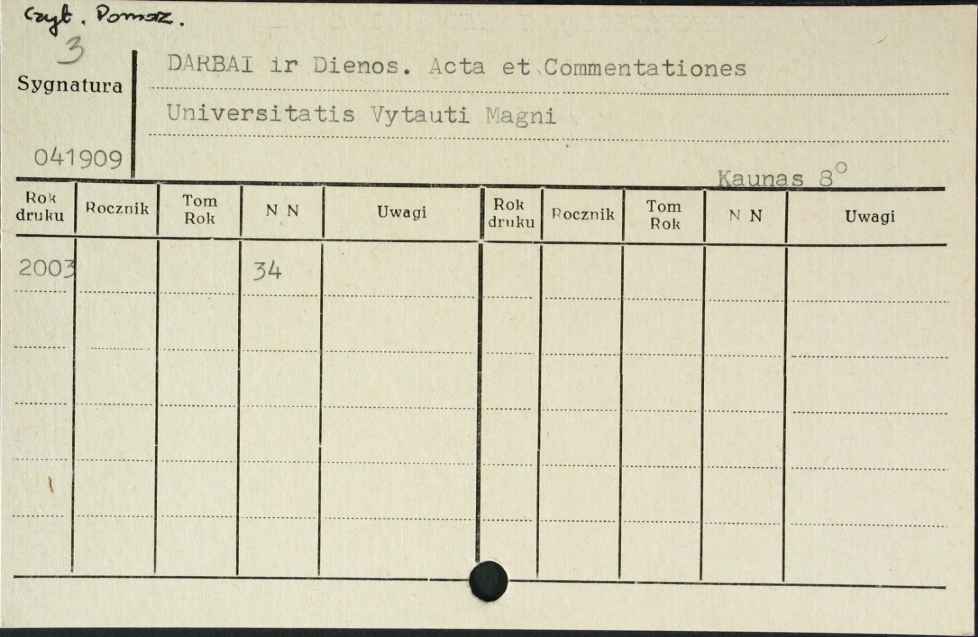 Czyt. Pomoz.
3
Sygnatura
041909
DARBAI ir Dienos. Acta et Commentationes
Universitatis Vytauti Magni
Kaunas 8°
Rok druku Rocznik Tom Rok N N Uwagi Rok druku Rocznik Tom Rok N N Uwagi
2003 34